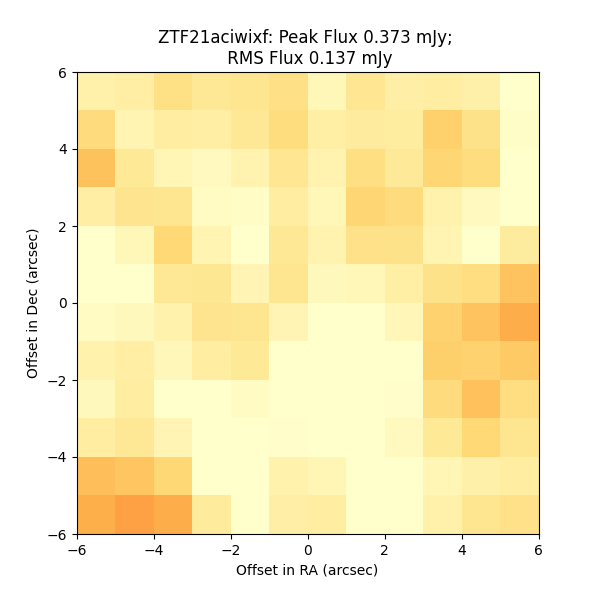 ZTF21aciwixf: Peak Flux 0.373 mJy;
RMS Flux 0.137 mJy
6
4
2
0
−2
−4
−6
Offset in Dec (arcsec)
−6 −4 −2 0 2 4 6
Offset in RA (arcsec)